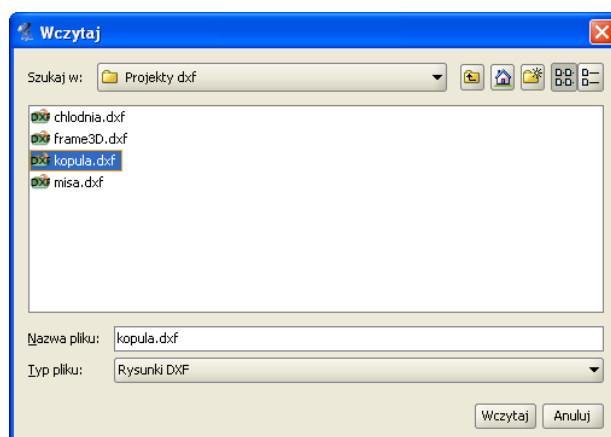 Wczytaj
Szukaj w: Projekty dxf
chlodnia.dxf
frame3D.dxf
kopula.dxf
misa.dxf
Nazwa pliku: kopula.dxf
Typ pliku: Rysunki DXF
Wczytaj Anuluj